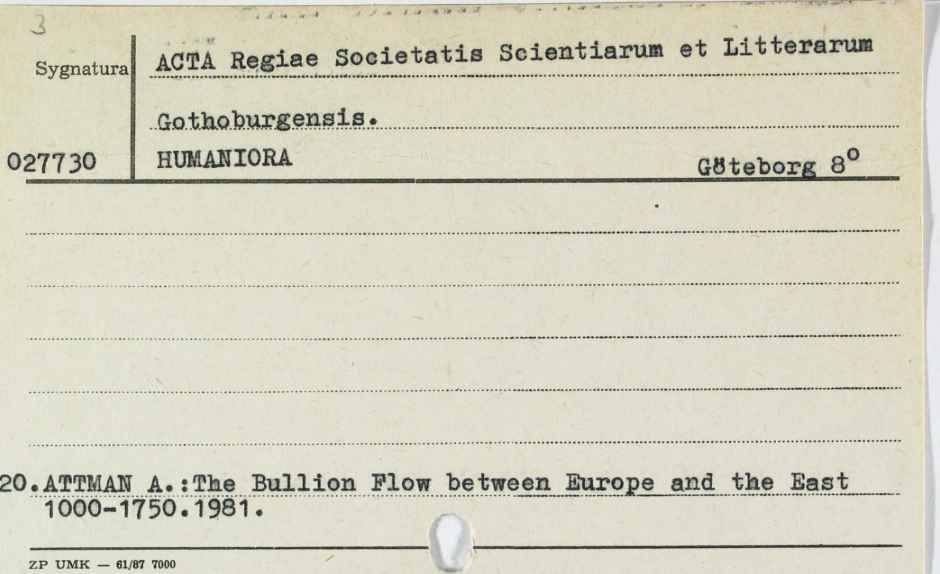 3
Sygnatura
ACTA Regiae Societatis Scientiarum et Litterarum
Gothoburgensis.
027730
HUMANIORA
Göteborg 8º
20.ATTMAN A.:The Bullion Flow between Europe and the East
1000-1750.1981.
ZP UMK — 61/87 7000